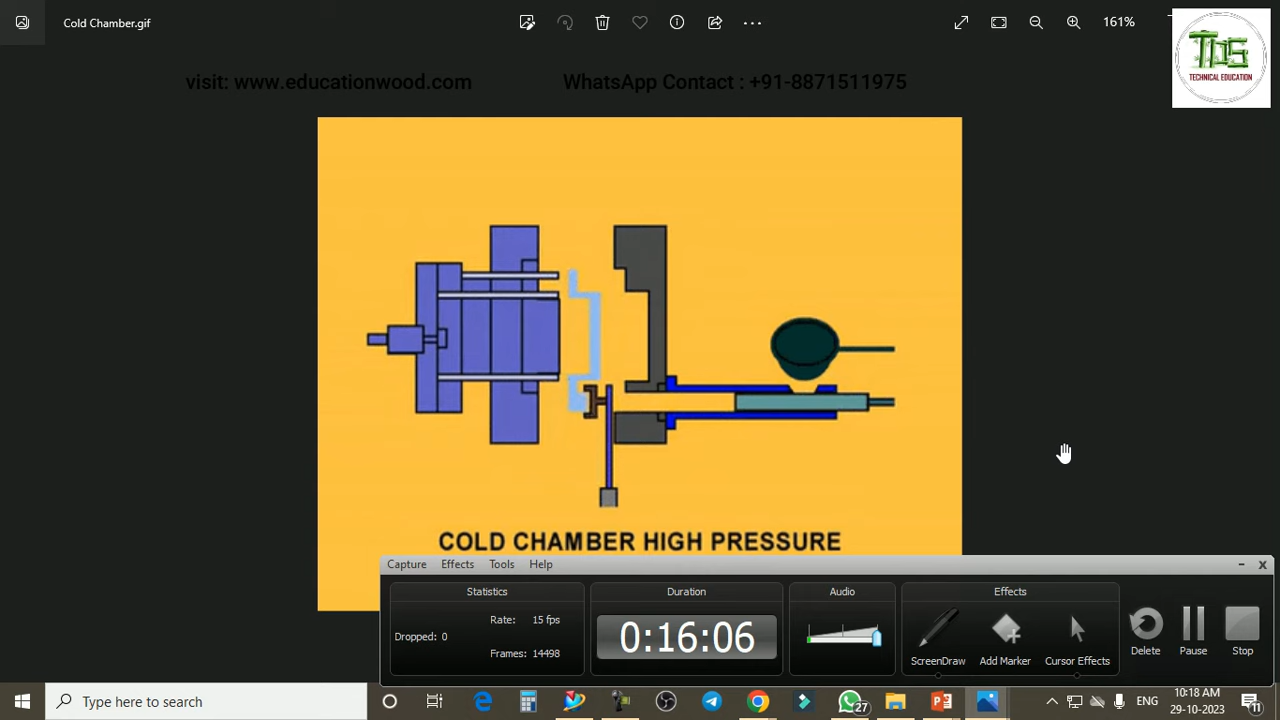 Cold Chamber.gif
161%
TPS
TECHNICAL EDUCATION
visit: www.educationwood.com
WhatsApp Contact : +91-8871511975
COLD CHAMBER HIGH PRESSURE
Capture Effects Tools Help
Statistics
Duration
Audio
Effects
Dropped: 0
Rate: 15 fps
Frames: 14498
0:16:06
ScreenDraw
Add Marker
Cursor Effects
Delete
Pause
Stop
Type here to search
27
ENG
10:18 AM
29-10-2023
11